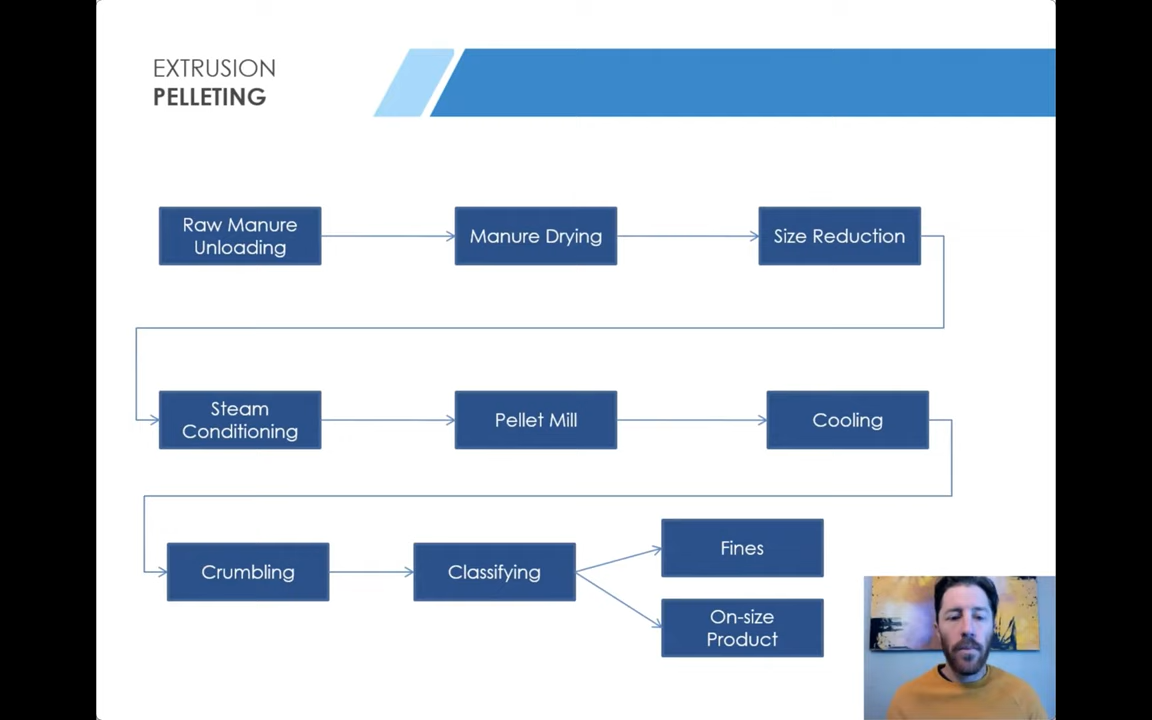 EXTRUSION
PELLETING
Raw Manure
Unloading
Manure Drying
Size Reduction
Steam
Conditioning
Pellet Mill
Cooling
Crumbling
Classifying
Fines
On-size
Product